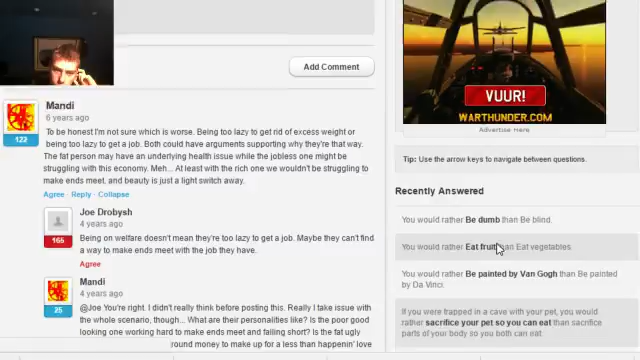 Add Comment
VUUR!
WARTHUNDER.COM
Advertise Here
Mandi
6 years ago
122
To be honest I'm not sure which is worse. Being too lazy to get rid of excess weight or
being too lazy to get a job. Both could have arguments supporting why they're that way.
The fat person may have an underlying health issue while the jobless one might be
struggling with this economy. Meh... At least with the rich one we wouldn't be struggling to
make ends meet, and beauty is just a light switch away.
Agree · Reply · Collapse
Joe Drobysh
4 years ago
165
Being on welfare doesn't mean they're too lazy to get a job. Maybe they can't find
a way to make ends meet with the job they have.
Agree
Mandi
4 years ago
25
@Joe You're right. I didn't really think before posting this. Really I take issue with
the whole scenario, though... What are their personalities like? Is the poor good
looking one working hard to make ends meet and falling short? Is the fat ugly
round money to make up for a less than happenin' love
Tip: Use the arrow keys to navigate between questions.
Recently Answered
You would rather Be dumb than Be blind.
You would rather Eat fruit than Eat vegetables.
You would rather Be painted by Van Gogh than Be painted
by Da Vinci.
If you were trapped in a cave with your pet, you would
rather sacrifice your pet so you can eat than sacrifice
parts of your body so you both can eat.